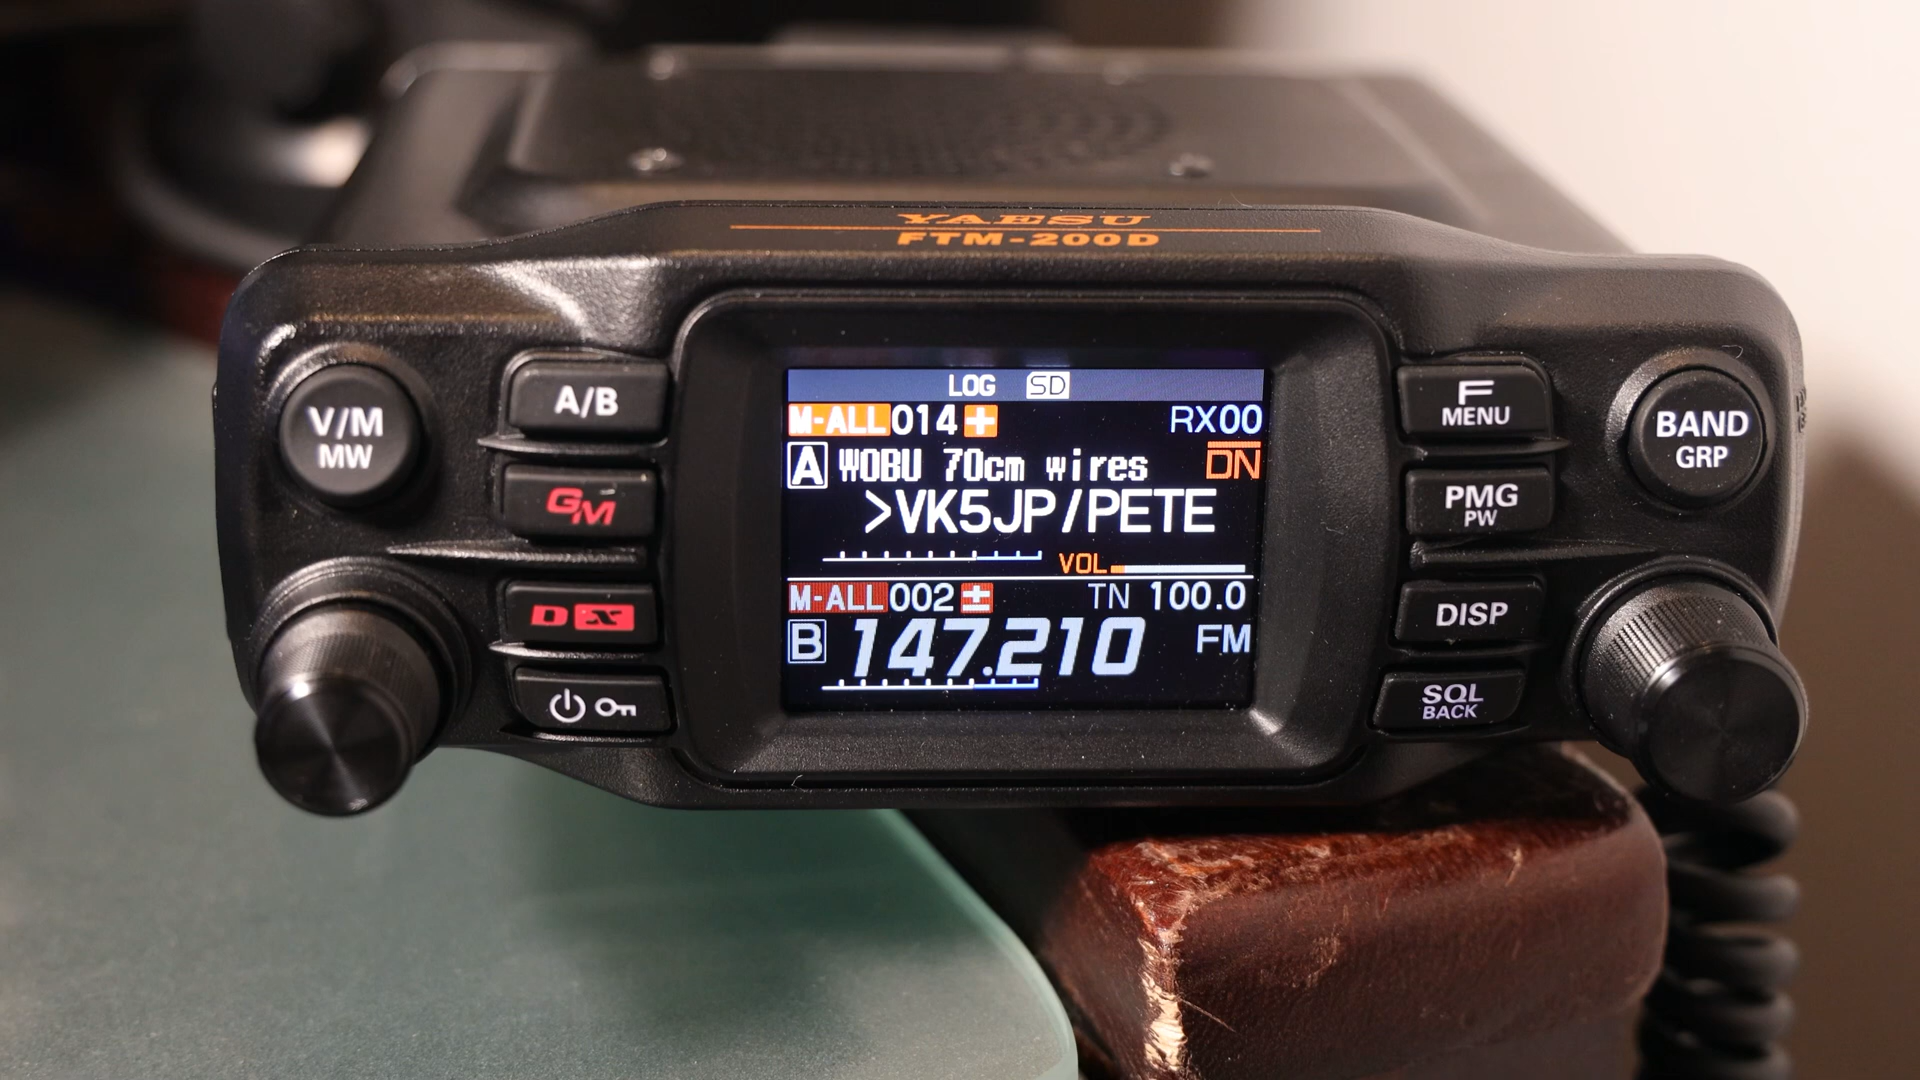 YAESU
FTM-200D
V/M
MW
A/B
GM
DX
LOG SD
M-ALL 014 + RX00
A W0BU 70cm wires DN
>VK5JP/PETE
VOL
M-ALL 002 ± TN 100.0
B 147.210 FM
F
MENU
BAND
GRP
PMG
PW
DISP
SQL
BACK